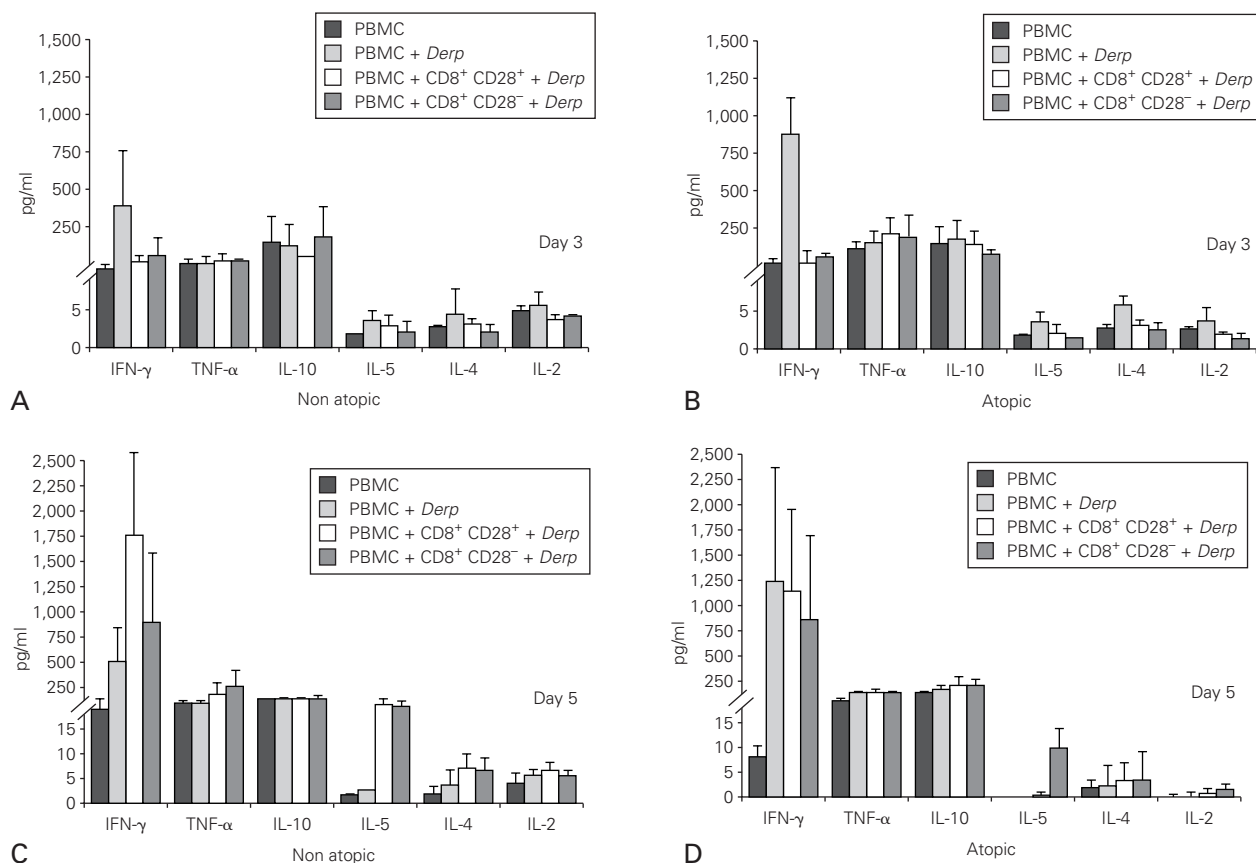 PBMC
PBMC + Derp
PBMC + CD8⁺ CD28⁺ + Derp
PBMC + CD8⁺ CD28⁻ + Derp
1,500
1,250
1,000
750
500
250
5
0
pg/ml
Day 3
IFN-γ TNF-α IL-10 IL-5 IL-4 IL-2
Non atopic
A
PBMC
PBMC + Derp
PBMC + CD8⁺ CD28⁺ + Derp
PBMC + CD8⁺ CD28⁻ + Derp
1,500
1,250
1,000
750
500
250
5
0
pg/ml
Day 3
IFN-γ TNF-α IL-10 IL-5 IL-4 IL-2
Atopic
B
PBMC
PBMC + Derp
PBMC + CD8⁺ CD28⁺ + Derp
PBMC + CD8⁺ CD28⁻ + Derp
2,500
2,250
2,000
1,750
1,500
1,250
1,000
750
500
250
15
10
5
0
pg/ml
Day 5
IFN-γ TNF-α IL-10 IL-5 IL-4 IL-2
Non atopic
C
PBMC
PBMC + Derp
PBMC + CD8⁺ CD28⁺ + Derp
PBMC + CD8⁺ CD28⁻ + Derp
2,500
2,250
2,000
1,750
1,500
1,250
1,000
750
500
250
15
10
5
0
pg/ml
Day 5
IFN-γ TNF-α IL-10 IL-5 IL-4 IL-2
Atopic
D